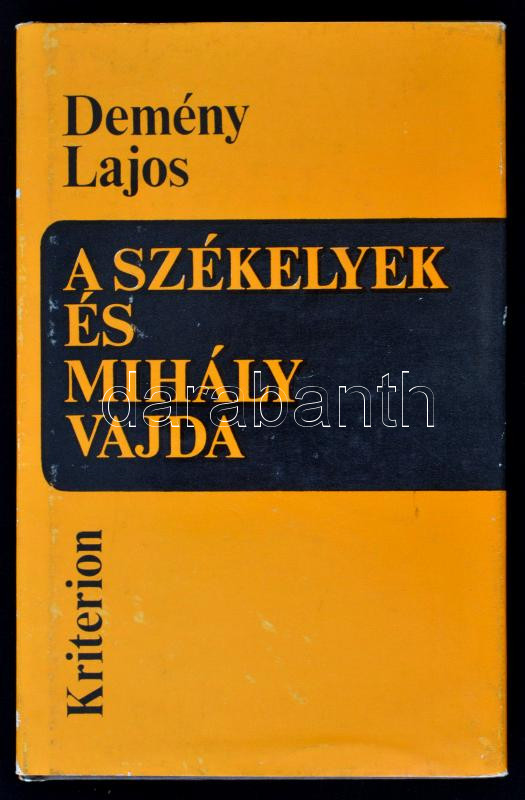 Demény
Lajos
A SZÉKELYEK
ÉS
MIHÁLY
VAJDA
darabanth
Kriterion